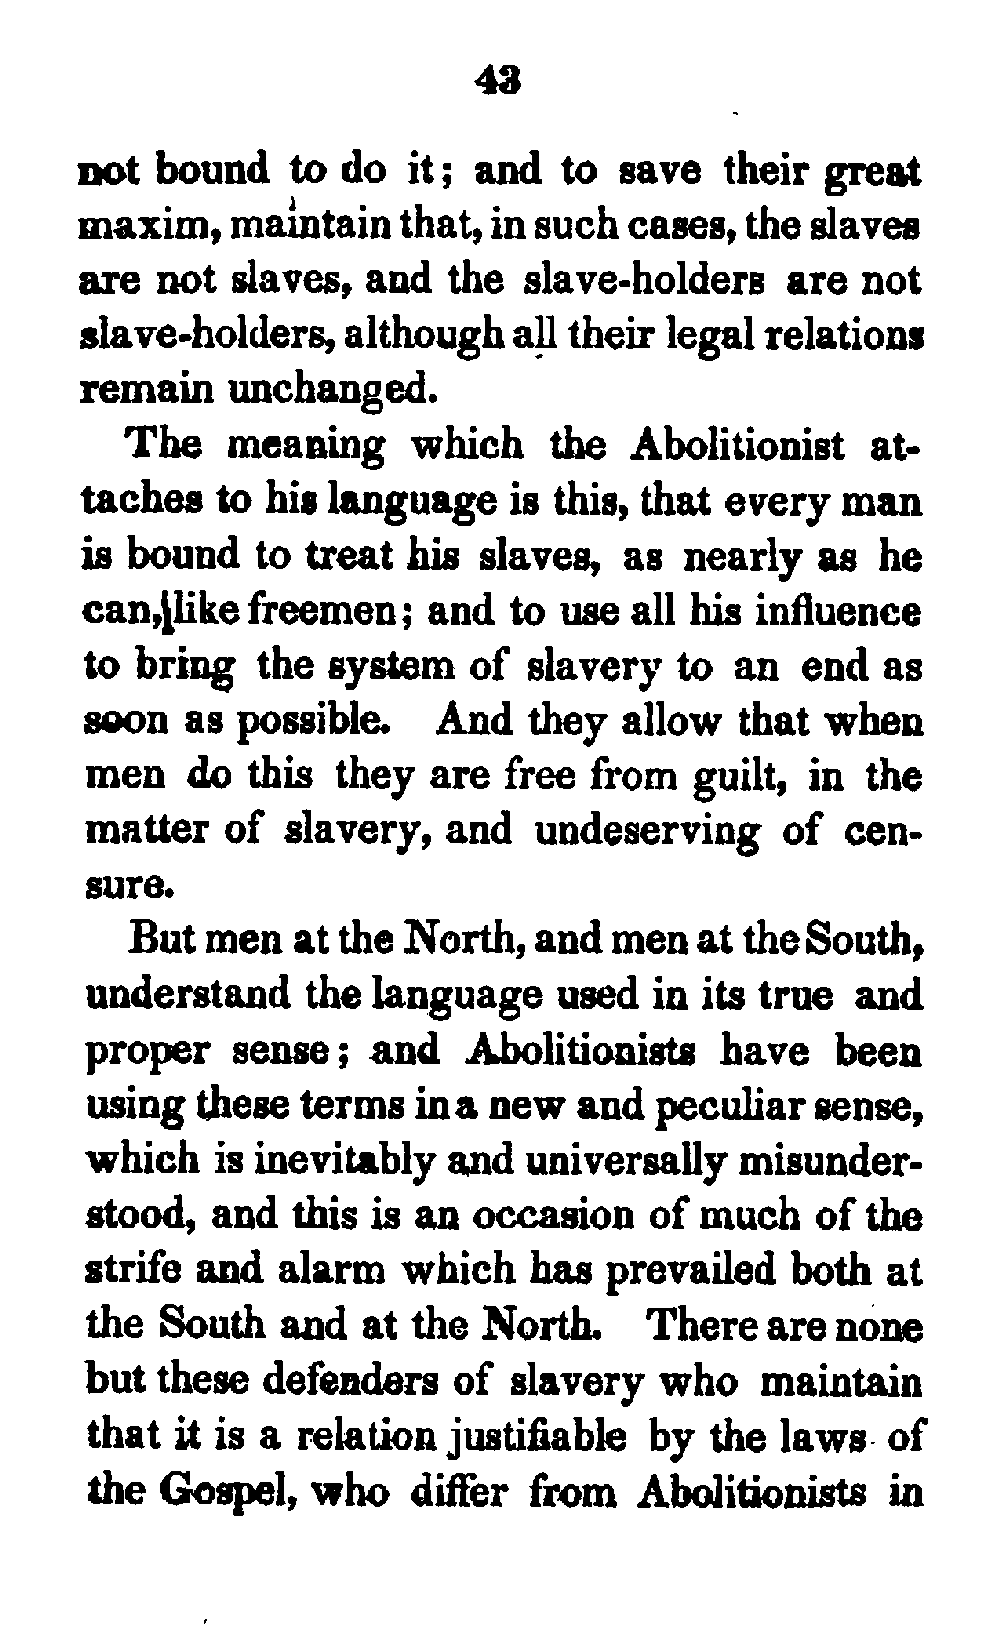 43
not bound to do it; and to save their great
maxim, maintain that, in such cases, the slaves
are not slaves, and the slave-holders are not
slave-holders, although all their legal relations
remain unchanged.
The meaning which the Abolitionist at-
taches to his language is this, that every man
is bound to treat his slaves, as nearly as he
can, like freemen; and to use all his influence
to bring the system of slavery to an end as
soon as possible. And they allow that when
men do this they are free from guilt, in the
matter of slavery, and undeserving of cen-
sure.
But men at the North, and men at the South,
understand the language used in its true and
proper sense; and Abolitionists have been
using these terms in a new and peculiar sense,
which is inevitably and universally misunder-
stood, and this is an occasion of much of the
strife and alarm which has prevailed both at
the South and at the North. There are none
but these defenders of slavery who maintain
that it is a relation justifiable by the laws of
the Gospel, who differ from Abolitionists in